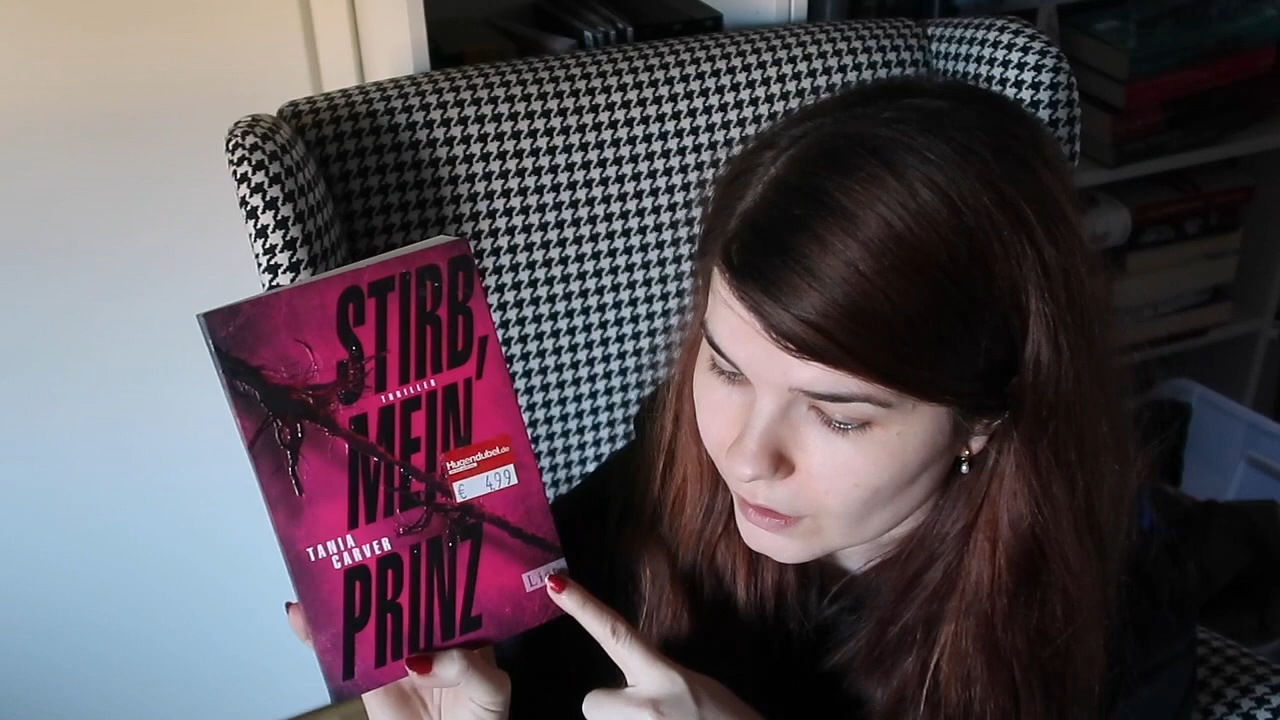 STIRB,
THRILLER
MEIN
Hugendubel.de
€ 4.99
TANIA
CARVER
PRINZ